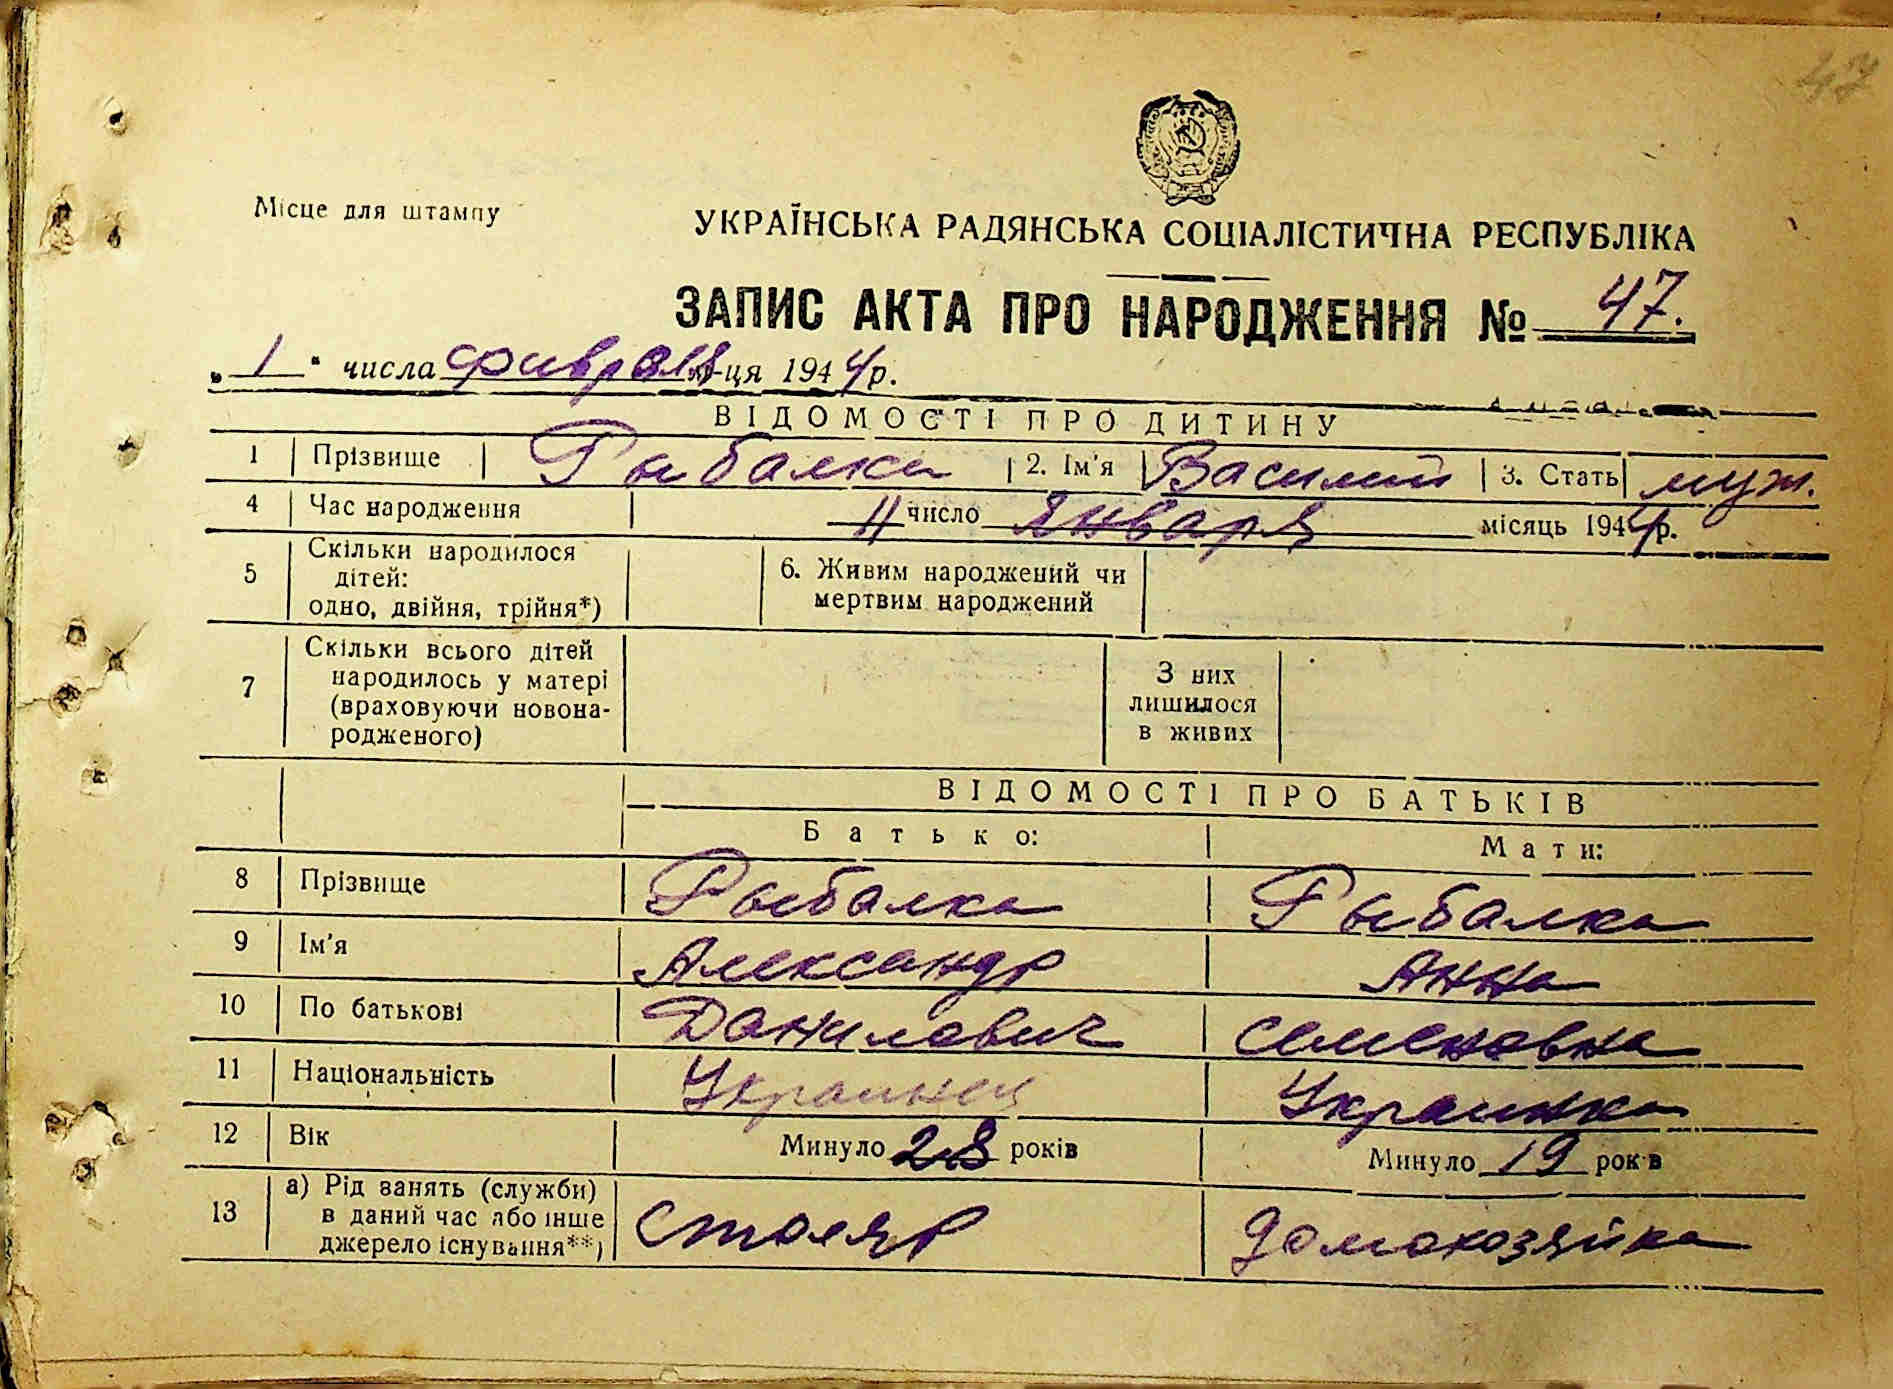 47
Місце для штампу
УКРАЇНСЬКА РАДЯНСЬКА СОЦІАЛІСТИЧНА РЕСПУБЛІКА
ЗАПИС АКТА ПРО НАРОДЖЕННЯ № 47.
„ 1 " числа февраля м-ця 1944 р.
ВІДОМОСТІ ПРО ДИТИНУ
1 Прізвище Рыбалка 2. Ім'я Василий 3. Стать муж.
4 Час народження 11 число Января місяць 1944 р.
5 Скільки народилося
дітей:
одно, двійня, трійня*)
6. Живим народжений чи
мертвим народжений
7 Скільки всього дітей
народилось у матері
(враховуючи новона-
родженого)
З них
лишилося
в живих
ВІДОМОСТІ ПРО БАТЬКІВ
Батько: Мати:
8 Прізвище Рыбалка Рыбалка
9 Ім'я Александр Анна
10 По батькові Данилович Семеновна
11 Національність Украинец Украинка
12 Вік Минуло 28 років Минуло 19 років
13 а) Рід занять (служби)
в даний час або інше
джерело існування**)
Столяр Домохозяйка